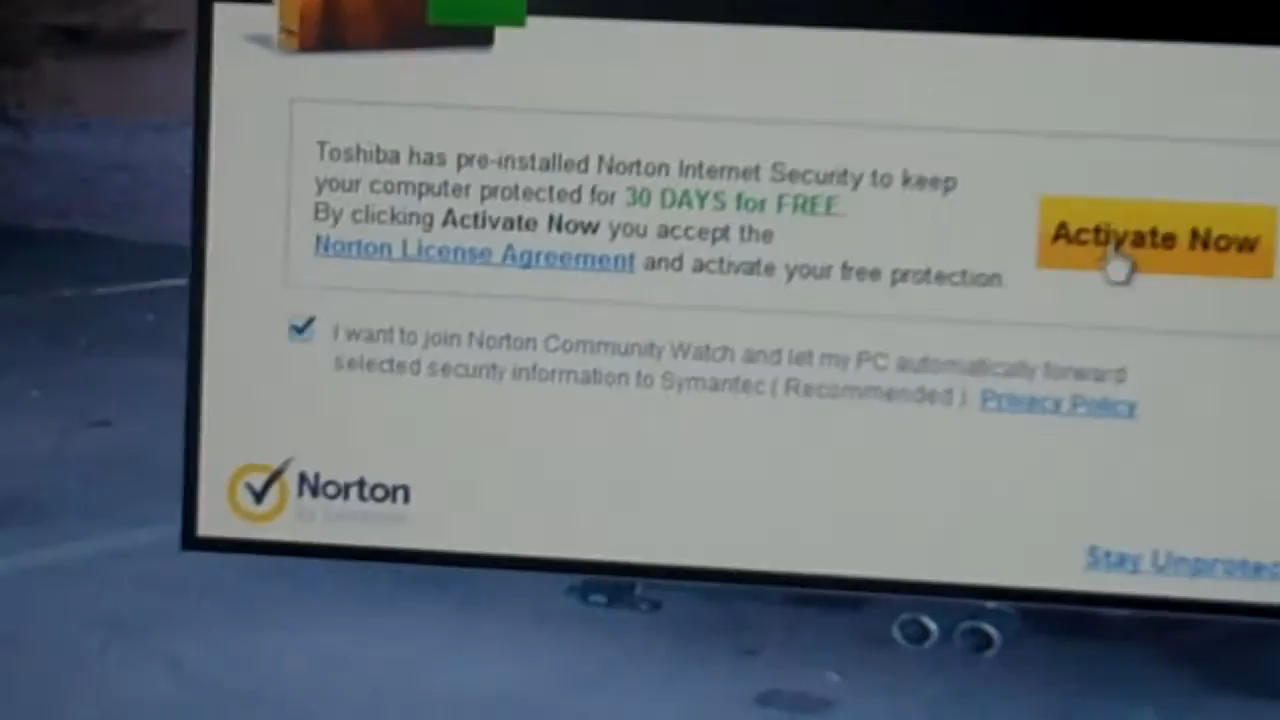 Toshiba has pre-installed Norton Internet Security to keep
your computer protected for 30 DAYS for FREE.
By clicking Activate Now you accept the
Norton License Agreement and activate your free protection.
Activate Now
I want to join Norton Community Watch and let my PC automatically forward
selected security information to Symantec ( Recommended ). Privacy Policy
Norton
Stay Unprotec